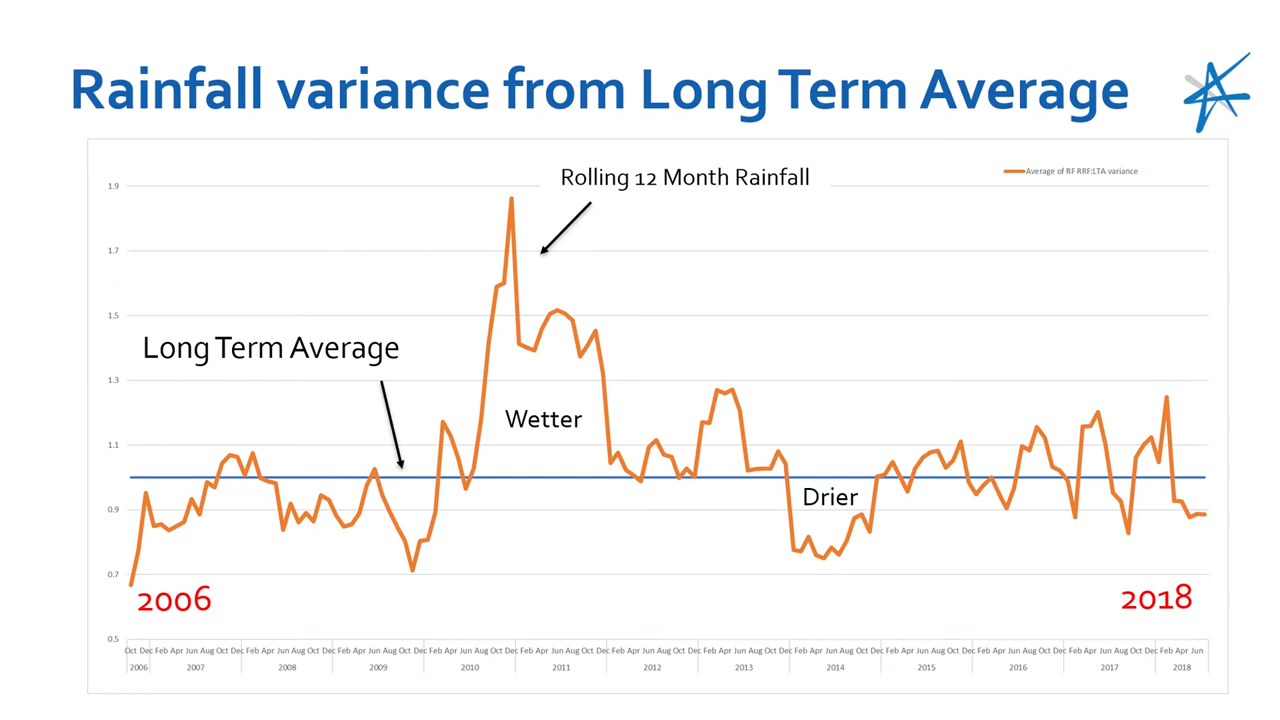 Rainfall variance from Long Term Average
Rolling 12 Month Rainfall
Average of RF RRF:LTA variance
1.9
1.7
1.5
Long Term Average
1.3
Wetter
1.1
Drier
0.9
0.7
2006
2018
0.5
Oct Dec Feb Apr Jun Aug Oct Dec Feb Apr Jun Aug Oct Dec Feb Apr Jun Aug Oct Dec Feb Apr Jun Aug Oct Dec Feb Apr Jun Aug Oct Dec Feb Apr Jun Aug Oct Dec Feb Apr Jun Aug Oct Dec Feb Apr Jun Aug Oct Dec Feb Apr Jun Aug Oct Dec Feb Apr Jun Aug Oct Dec Feb Apr Jun Aug Oct Dec Feb Apr Jun
2006 2007 2008 2009 2010 2011 2012 2013 2014 2015 2016 2017 2018